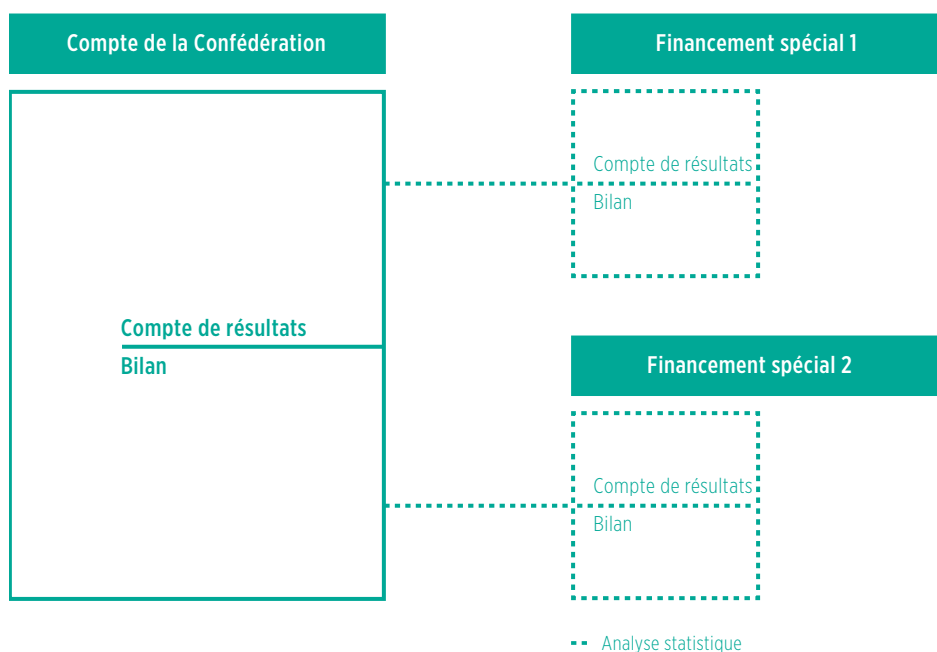 Compte de la Confédération
Financement spécial 1
Compte de résultats
Bilan
Compte de résultats
Bilan
Financement spécial 2
Compte de résultats
Bilan
Analyse statistique